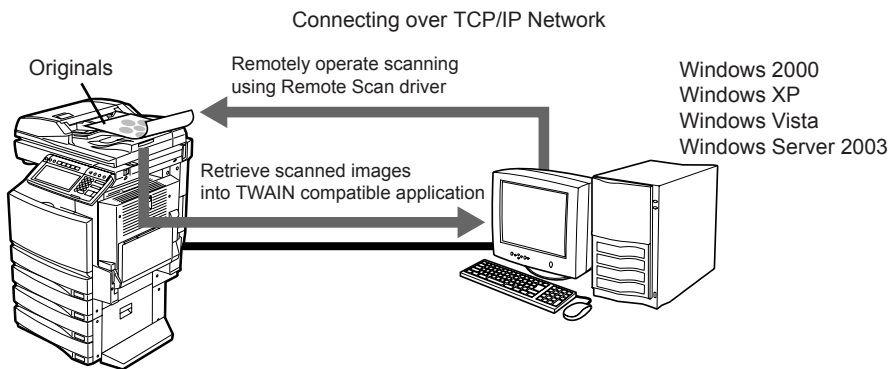 Connecting over TCP/IP Network
Originals
Remotely operate scanning
using Remote Scan driver
Windows 2000
Windows XP
Windows Vista
Windows Server 2003
Retrieve scanned images
into TWAIN compatible application